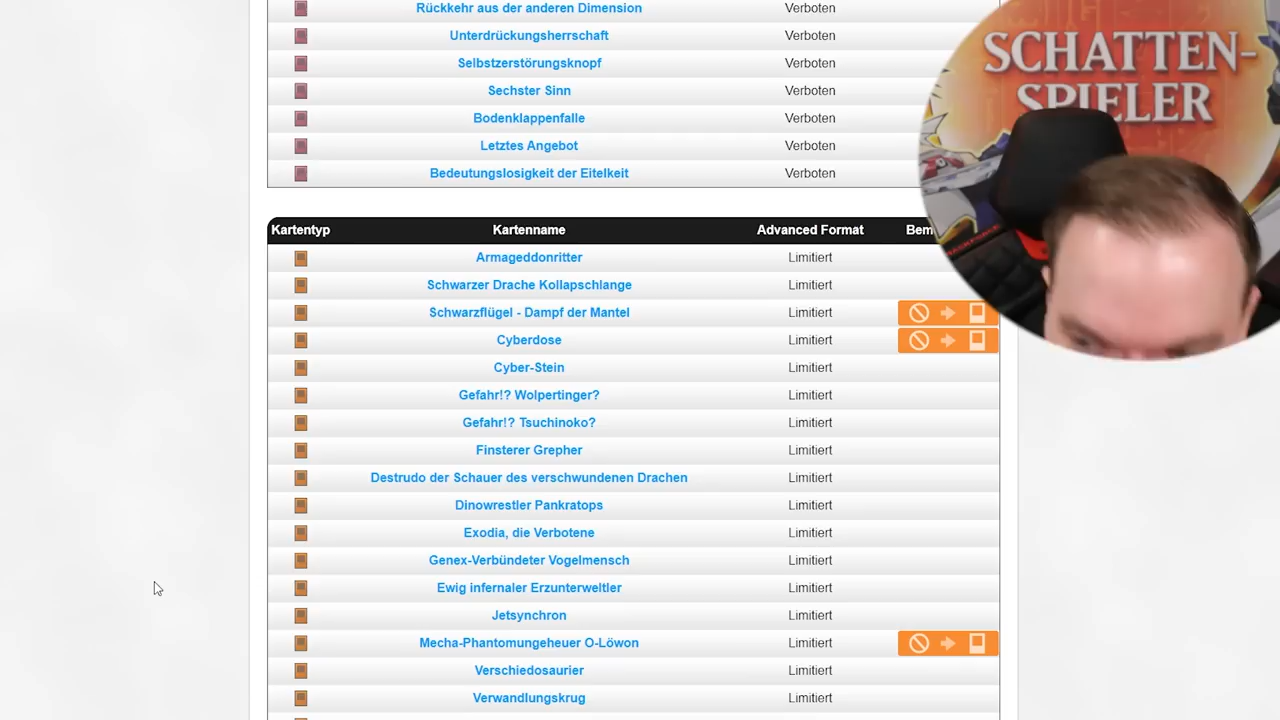 Rückkehr aus der anderen Dimension Verboten
Unterdrückungsherrschaft Verboten
Selbstzerstörungsknopf Verboten
Sechster Sinn Verboten
Bodenklappenfalle Verboten
Letztes Angebot Verboten
Bedeutungslosigkeit der Eitelkeit Verboten
SCHATTEN-
SPIELER
Kartentyp Kartenname Advanced Format Bem
Armageddonritter Limitiert
Schwarzer Drache Kollapschlange Limitiert
Schwarzflügel - Dampf der Mantel Limitiert
Cyberdose Limitiert
Cyber-Stein Limitiert
Gefahr!? Wolpertinger? Limitiert
Gefahr!? Tsuchinoko? Limitiert
Finsterer Grepher Limitiert
Destrudo der Schauer des verschwundenen Drachen Limitiert
Dinowrestler Pankratops Limitiert
Exodia, die Verbotene Limitiert
Genex-Verbündeter Vogelmensch Limitiert
Ewig infernaler Erzunterweltler Limitiert
Jetsynchron Limitiert
Mecha-Phantomungeheuer O-Löwon Limitiert
Verschiedosaurier Limitiert
Verwandlungskrug Limitiert